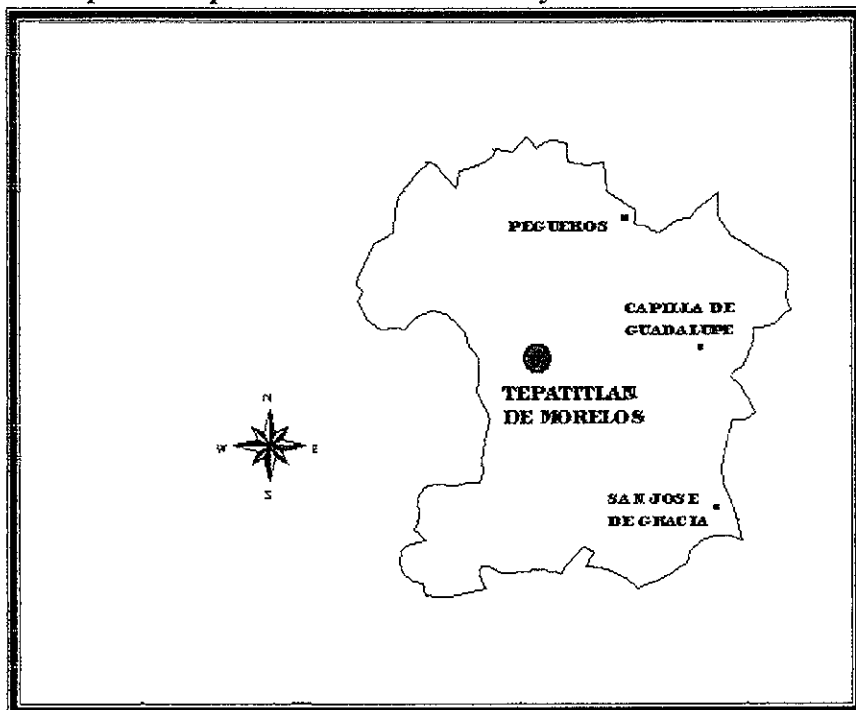 PEGUEROS
CAPILLA DE
GUADALUPE
TEPATITLAN
DE MORELOS
N
W
E
S
SAN JOSE
DE GRACIA